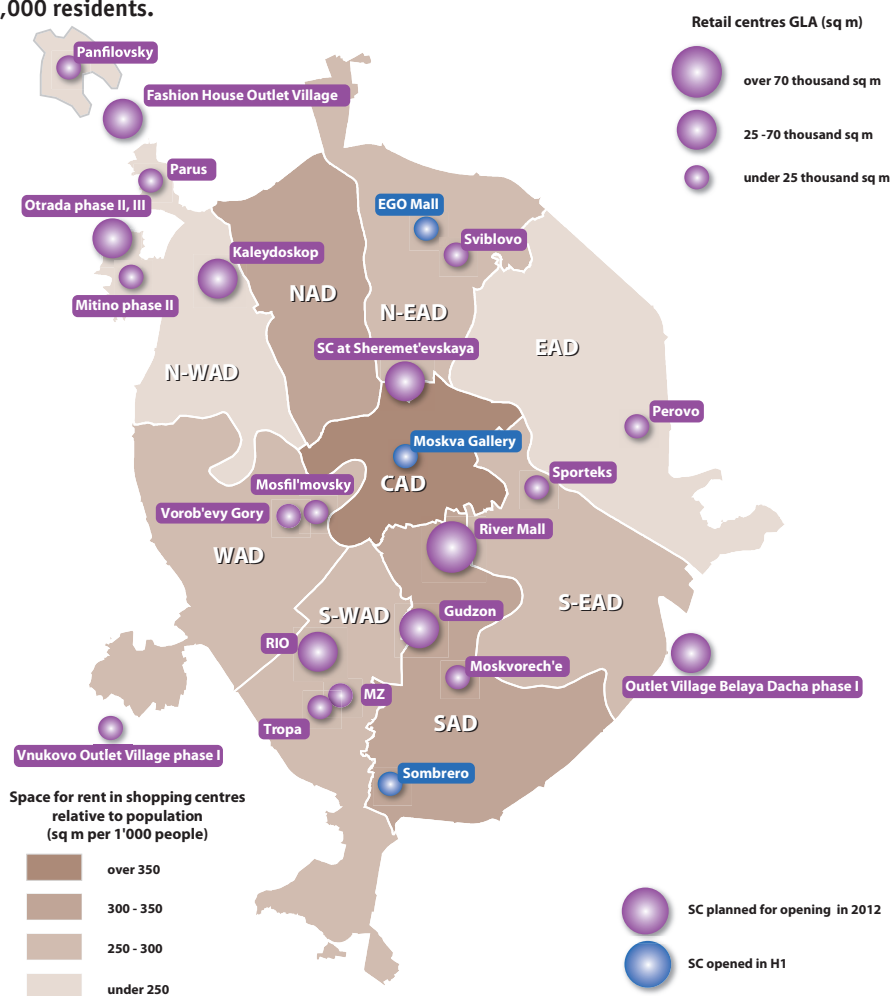 ,000 residents.
Retail centres GLA (sq m)
over 70 thousand sq m
25 -70 thousand sq m
under 25 thousand sq m
Panfilovsky
Fashion House Outlet Village
Parus
Otrada phase II, III
EGO Mall
Sviblovo
Kaleydoskop
Mitino phase II
NAD
N-EAD
SC at Sheremet'evskaya
EAD
N-WAD
Perovo
Moskva Gallery
Sporteks
Mosfil'movsky
CAD
Vorob'evy Gory
River Mall
WAD
S-EAD
S-WAD
Gudzon
RIO
Moskvorech'e
Outlet Village Belaya Dacha phase I
MZ
Tropa
SAD
Vnukovo Outlet Village phase I
Sombrero
Space for rent in shopping centres
relative to population
(sq m per 1'000 people)
over 350
300 - 350
250 - 300
under 250
SC planned for opening in 2012
SC opened in H1